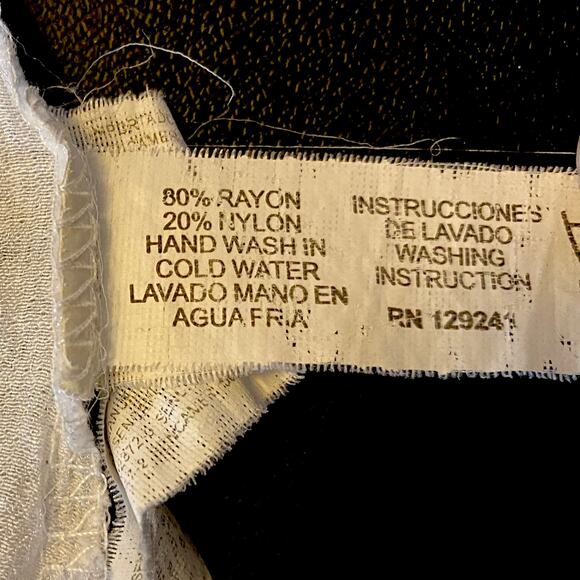 80% RAYON
20% NYLON
HAND WASH IN
COLD WATER
LAVADO MANO EN
AGUA FRIA
INSTRUCCIONES
DE LAVADO
WASHING
INSTRUCTION
RN 129241